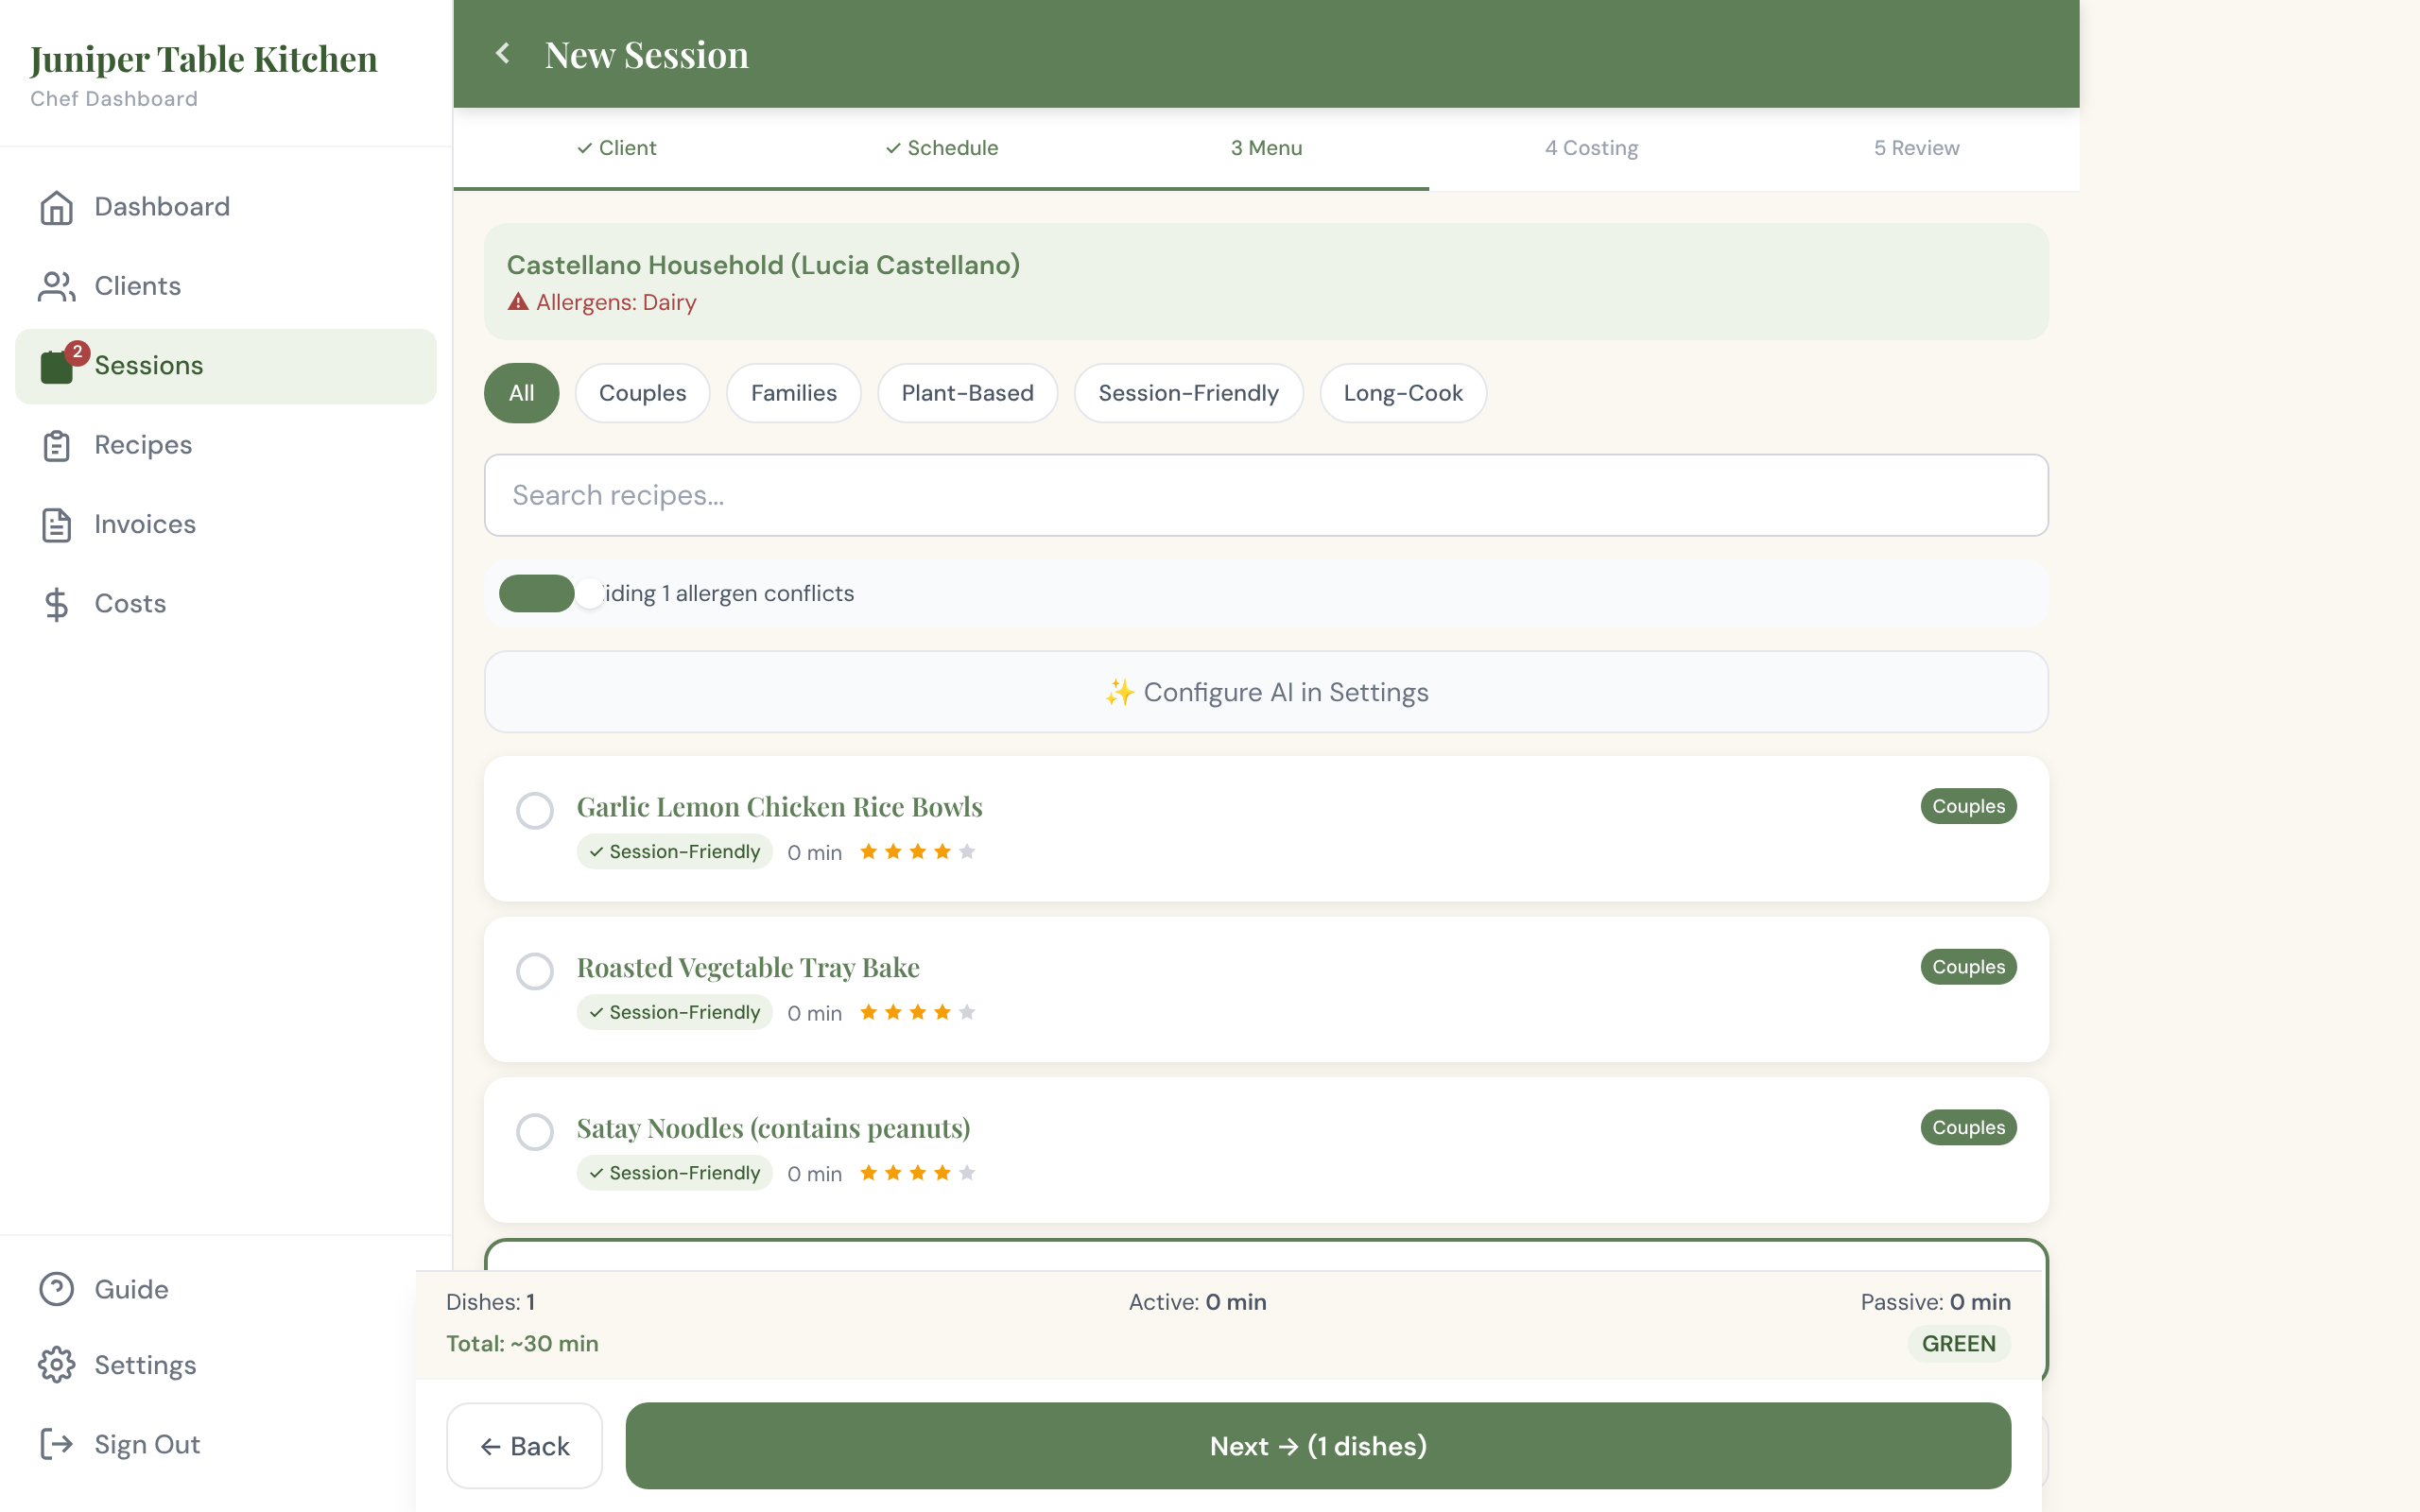 Juniper Table Kitchen
Chef Dashboard
Dashboard
Clients
2
Sessions
Recipes
Invoices
Costs
Guide
Settings
Sign Out
New Session
✓ Client
✓ Schedule
3 Menu
4 Costing
5 Review
Castellano Household (Lucia Castellano)
⚠ Allergens: Dairy
All
Couples
Families
Plant-Based
Session-Friendly
Long-Cook
Search recipes...
iding 1 allergen conflicts
✨ Configure AI in Settings
Garlic Lemon Chicken Rice Bowls
Couples
✓ Session-Friendly 0 min ★★★★★
Roasted Vegetable Tray Bake
Couples
✓ Session-Friendly 0 min ★★★★★
Satay Noodles (contains peanuts)
Couples
✓ Session-Friendly 0 min ★★★★★
Dishes: 1
Active: 0 min
Passive: 0 min
Total: ~30 min
GREEN
← Back
Next → (1 dishes)